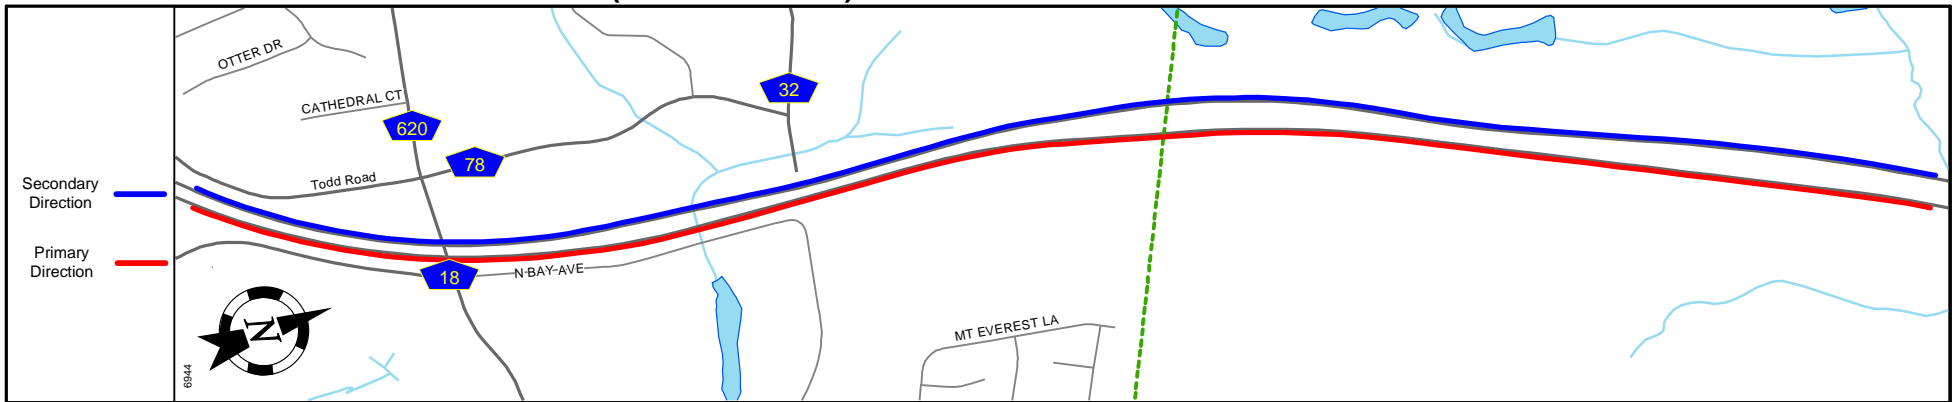 Secondary
Direction
Primary
Direction
OTTER DR
CATHEDRAL CT
620
32
78
Todd Road
18
N BAY AVE
MT EVEREST LA
N
6944